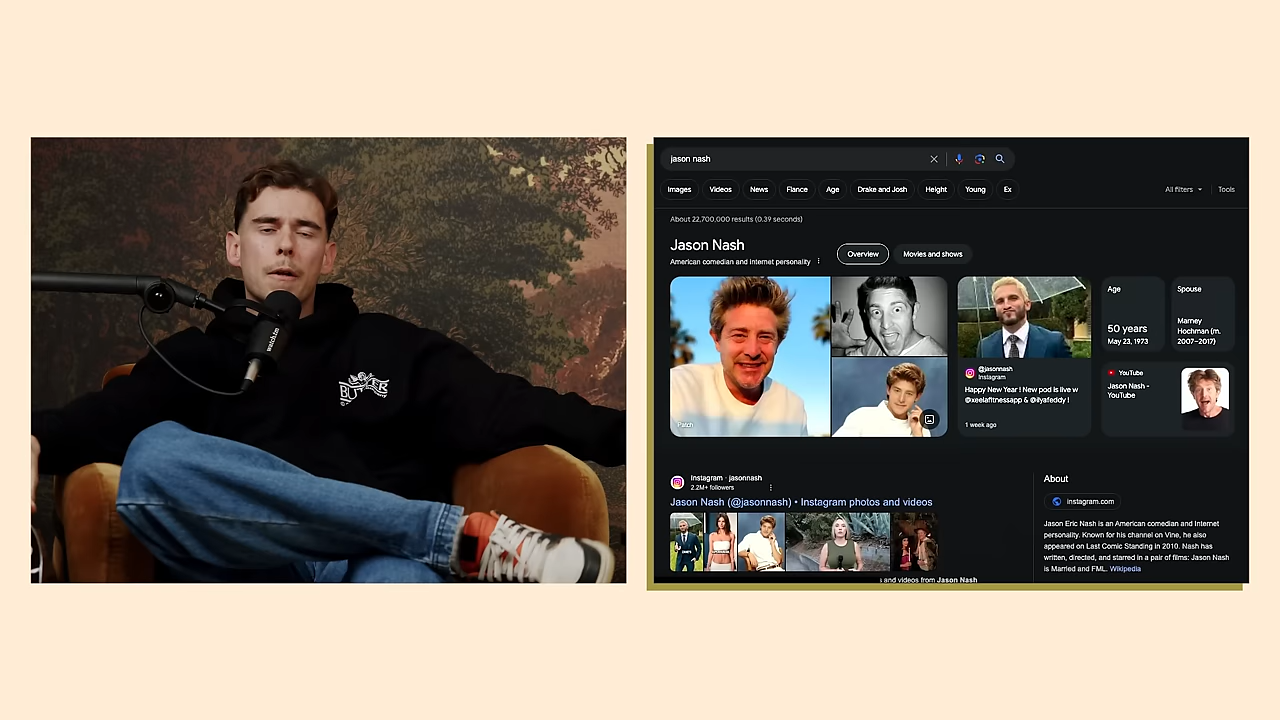 watch.tm
BUTTER
jason nash
Images
Videos
News
Fiance
Age
Drake and Josh
Height
Young
Ex
All filters
Tools
About 22,700,000 results (0.39 seconds)
Jason Nash
American comedian and internet personality
Overview
Movies and shows
Patch
@jasonnash
Instagram
Happy New Year ! New pod is live w
@xeelafitnessapp & @ilyafeddy !
1 week ago
Age
50 years
May 23, 1973
Spouse
Marney
Hochman (m.
2007–2017)
YouTube
Jason Nash -
YouTube
Instagram · jasonnash
2.2M+ followers
Jason Nash (@jasonnash) • Instagram photos and videos
s and videos from Jason Nash
About
instagram.com
Jason Eric Nash is an American comedian and Internet
personality. Known for his channel on Vine, he also
appeared on Last Comic Standing in 2010. Nash has
written, directed, and starred in a pair of films: Jason Nash
is Married and FML. Wikipedia